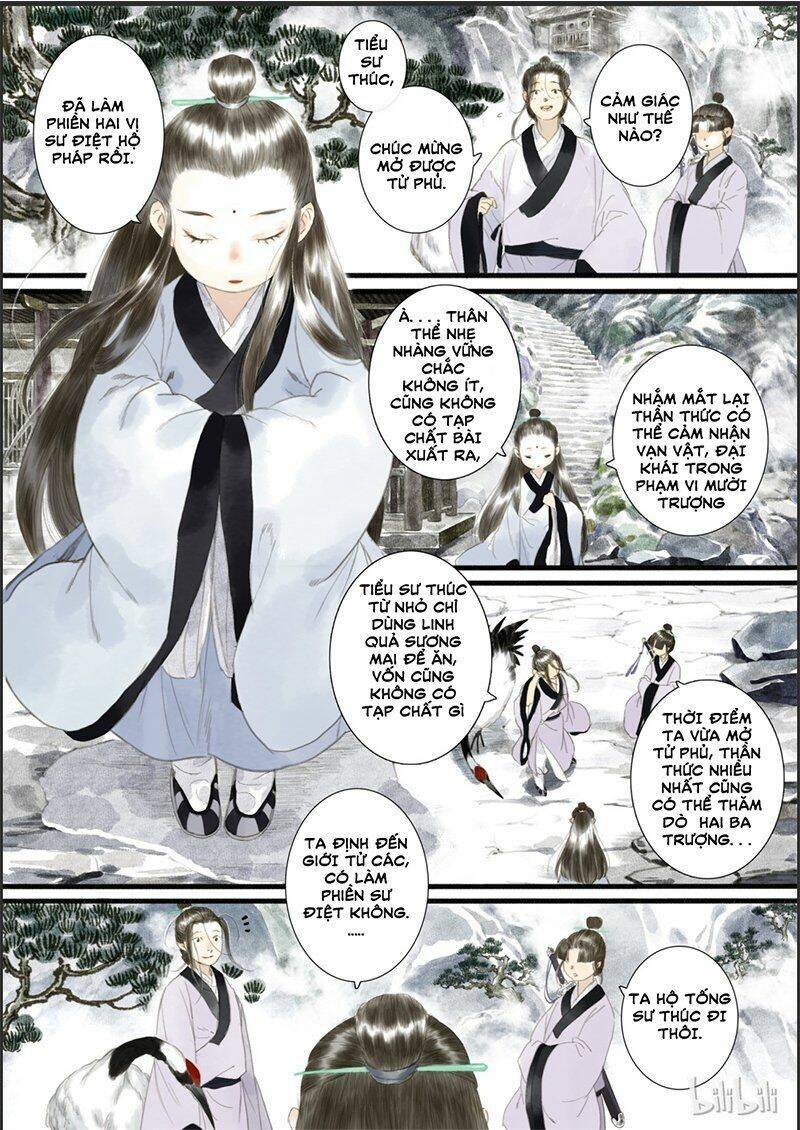 ĐÃ LÀM
PHIỀN HAI VỊ
SƯ ĐIỆT HỘ
PHÁP RỒI.
TIỂU
SƯ
THÚC,
CHÚC MỪNG
MỞ ĐƯỢC
TỬ PHỦ.
CẢM GIÁC
NHƯ THẾ
NÀO?
À.... THÂN
THỂ NHẸ
NHÀNG VỮNG
CHẮC
KHÔNG ÍT,
CŨNG KHÔNG
CÓ TẠP
CHẤT BÀI
XUẤT RA,
NHẮM MẮT LẠI
THẦN THỨC CÓ
THỂ CẢM NHẬN
VẠN VẬT, ĐẠI
KHÁI TRONG
PHẠM VI MƯỜI
TRƯỢNG
TIỂU SƯ THÚC
TỪ NHỎ CHỈ
DÙNG LINH
QUẢ SƯƠNG
MAI ĐỂ ĂN,
VỐN CŨNG
KHÔNG CÓ
TẠP CHẤT GÌ
THỜI ĐIỂM
TA VỪA MỞ
TỬ PHỦ, THẦN
THỨC NHIỀU
NHẤT CŨNG
CÓ THỂ THĂM
DÒ HAI BA
TRƯỢNG...
TA ĐỊNH ĐẾN
GIỚI TỬ CÁC,
CÓ LÀM
PHIỀN SƯ
ĐIỆT KHÔNG.
.....
TA HỘ TỐNG
SƯ THÚC ĐI
THÔI.
bilibili